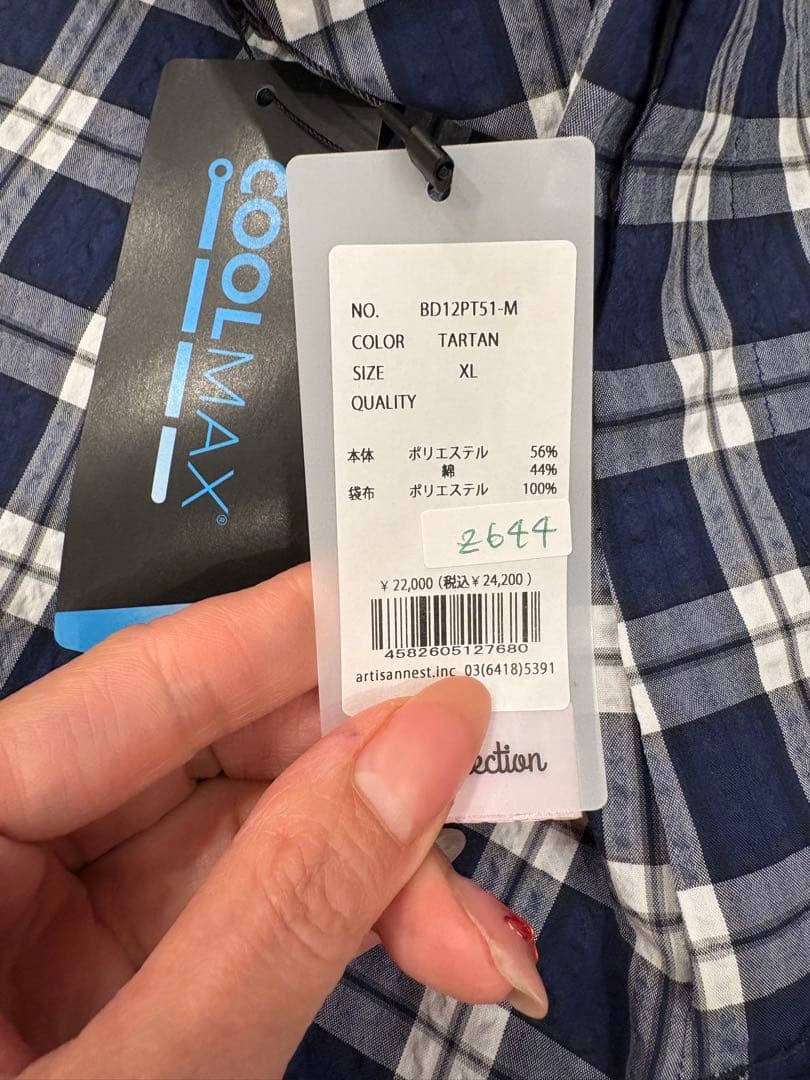 COOLMAX®
NO. BD12PT51-M
COLOR TARTAN
SIZE XL
QUALITY
本体 ポリエステル 56%
綿 44%
袋布 ポリエステル 100%
2644
¥ 22,000 (税込¥ 24,200 )
4582605127680
artisannest.inc 03(6418)5391